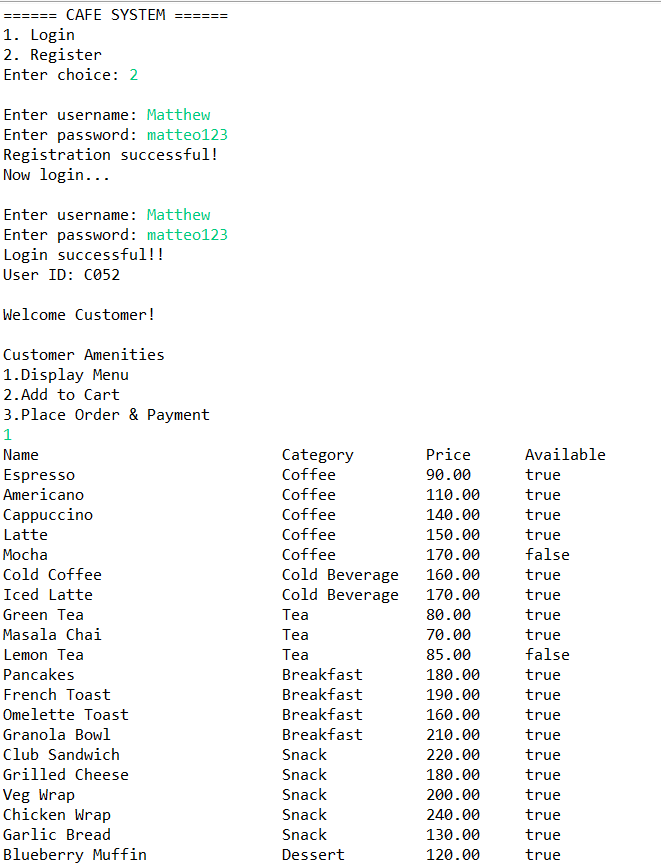 ====== CAFE SYSTEM ======
1. Login
2. Register
Enter choice: 2
Enter username: Matthew
Enter password: matteo123
Registration successful!
Now login...
Enter username: Matthew
Enter password: matteo123
Login successful!!
User ID: C052
Welcome Customer!
Customer Amenities
1.Display Menu
2.Add to Cart
3.Place Order & Payment
1
Name Category Price Available
Espresso Coffee 90.00 true
Americano Coffee 110.00 true
Cappuccino Coffee 140.00 true
Latte Coffee 150.00 true
Mocha Coffee 170.00 false
Cold Coffee Cold Beverage 160.00 true
Iced Latte Cold Beverage 170.00 true
Green Tea Tea 80.00 true
Masala Chai Tea 70.00 true
Lemon Tea Tea 85.00 false
Pancakes Breakfast 180.00 true
French Toast Breakfast 190.00 true
Omelette Toast Breakfast 160.00 true
Granola Bowl Breakfast 210.00 true
Club Sandwich Snack 220.00 true
Grilled Cheese Snack 180.00 true
Veg Wrap Snack 200.00 true
Chicken Wrap Snack 240.00 true
Garlic Bread Snack 130.00 true
Blueberry Muffin Dessert 120.00 true